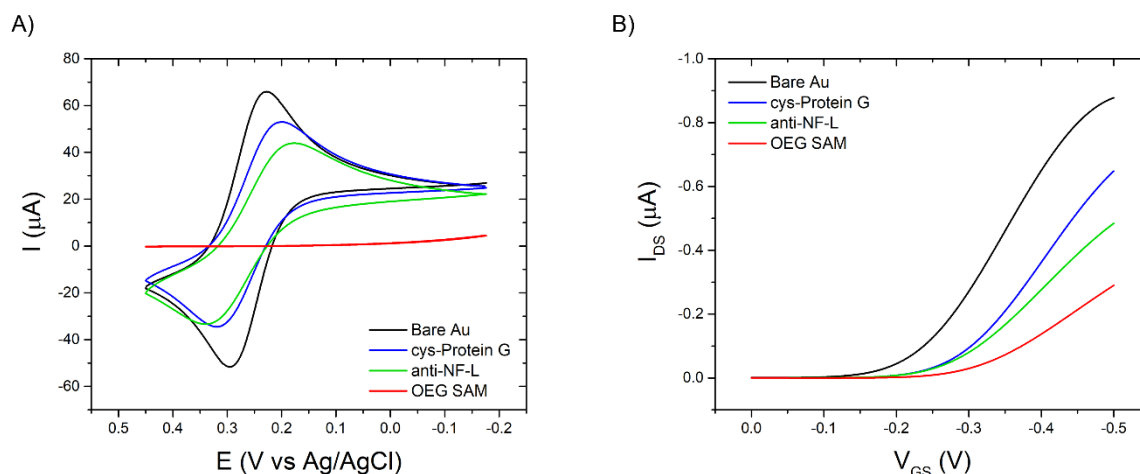 A)
80
60
40
20
0
-20
-40
-60
I (μA)
0.5 0.4 0.3 0.2 0.1 0.0 -0.1 -0.2
E (V vs Ag/AgCl)
Bare Au
cys-Protein G
anti-NF-L
OEG SAM
B)
-1.0
-0.8
-0.6
-0.4
-0.2
0.0
I_DS (μA)
0.0 -0.1 -0.2 -0.3 -0.4 -0.5
V_GS (V)
Bare Au
cys-Protein G
anti-NF-L
OEG SAM